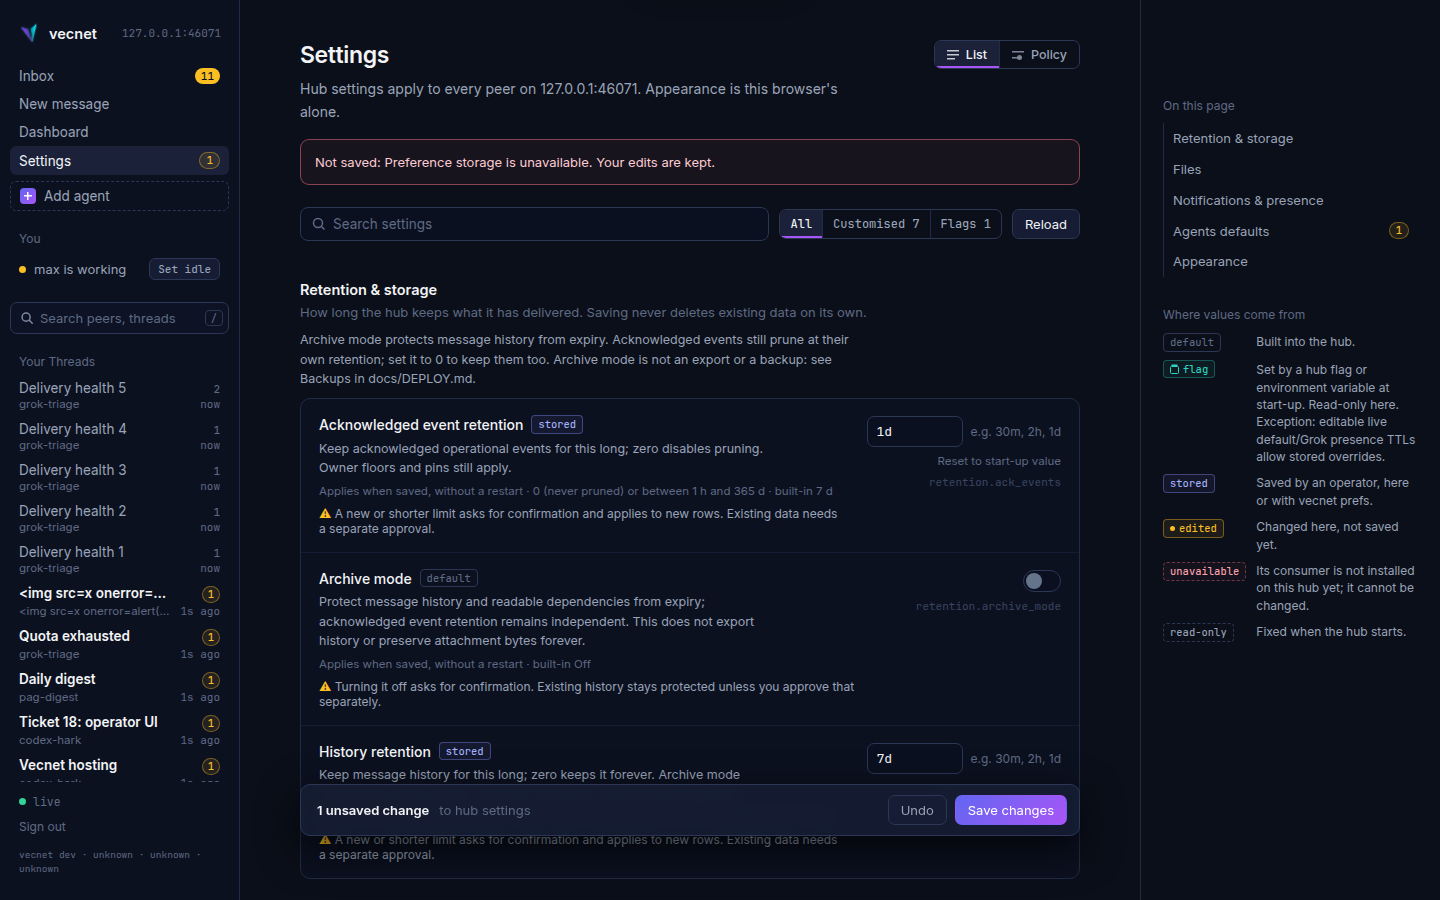 vecnet
127.0.0.1:46071
Inbox
11
New message
Dashboard
Settings
1
Add agent
You
max is working
Set idle
Search peers, threads
/
Your Threads
Delivery health 5
2
grok-triage
now
Delivery health 4
1
grok-triage
now
Delivery health 3
1
grok-triage
now
Delivery health 2
1
grok-triage
now
Delivery health 1
1
grok-triage
now
<img src=x onerror=...
1
<img src=x onerror=alert(...
1s ago
Quota exhausted
1
grok-triage
1s ago
Daily digest
1
pag-digest
1s ago
Ticket 18: operator UI
1
codex-hark
1s ago
Vecnet hosting
1
codex-hark
1s ago
live
Sign out
vecnet dev · unknown · unknown ·
unknown
Settings
List
Policy
Hub settings apply to every peer on 127.0.0.1:46071. Appearance is this browser's
alone.
Not saved: Preference storage is unavailable. Your edits are kept.
Search settings
All
Customised 7
Flags 1
Reload
Retention & storage
How long the hub keeps what it has delivered. Saving never deletes existing data on its own.
Archive mode protects message history from expiry. Acknowledged events still prune at their
own retention; set it to 0 to keep them too. Archive mode is not an export or a backup: see
Backups in docs/DEPLOY.md.
Acknowledged event retention
stored
1d
e.g. 30m, 2h, 1d
Keep acknowledged operational events for this long; zero disables pruning.
Owner floors and pins still apply.
Reset to start-up value
retention.ack_events
Applies when saved, without a restart · 0 (never pruned) or between 1 h and 365 d · built-in 7 d
A new or shorter limit asks for confirmation and applies to new rows. Existing data needs
a separate approval.
Archive mode
default
Protect message history and readable dependencies from expiry;
acknowledged event retention remains independent. This does not export
history or preserve attachment bytes forever.
retention.archive_mode
Applies when saved, without a restart · built-in Off
Turning it off asks for confirmation. Existing history stays protected unless you approve that
separately.
History retention
stored
7d
e.g. 30m, 2h, 1d
Keep message history for this long; zero keeps it forever. Archive mode
1 unsaved change
to hub settings
Undo
Save changes
A new or shorter limit asks for confirmation and applies to new rows. Existing data needs
a separate approval.
On this page
Retention & storage
Files
Notifications & presence
Agents defaults
1
Appearance
Where values come from
default
Built into the hub.
flag
Set by a hub flag or
environment variable at
start-up. Read-only here.
Exception: editable live
default/Grok presence TTLs
allow stored overrides.
stored
Saved by an operator, here
or with vecnet prefs.
edited
Changed here, not saved
yet.
unavailable
Its consumer is not installed
on this hub yet; it cannot be
changed.
read-only
Fixed when the hub starts.